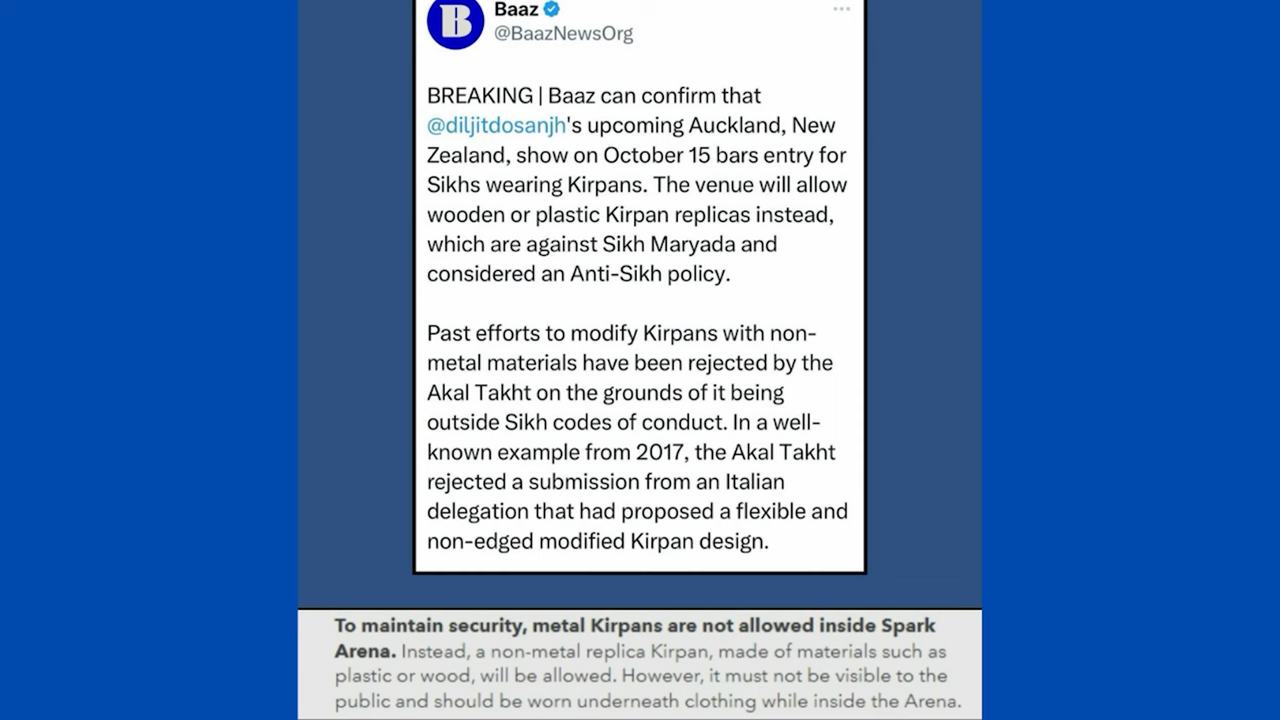 B
Baaz
@BaazNewsOrg
BREAKING | Baaz can confirm that
@diljitdosanjh's upcoming Auckland, New
Zealand, show on October 15 bars entry for
Sikhs wearing Kirpans. The venue will allow
wooden or plastic Kirpan replicas instead,
which are against Sikh Maryada and
considered an Anti-Sikh policy.
Past efforts to modify Kirpans with non-
metal materials have been rejected by the
Akal Takht on the grounds of it being
outside Sikh codes of conduct. In a well-
known example from 2017, the Akal Takht
rejected a submission from an Italian
delegation that had proposed a flexible and
non-edged modified Kirpan design.
To maintain security, metal Kirpans are not allowed inside Spark
Arena. Instead, a non-metal replica Kirpan, made of materials such as
plastic or wood, will be allowed. However, it must not be visible to the
public and should be worn underneath clothing while inside the Arena.